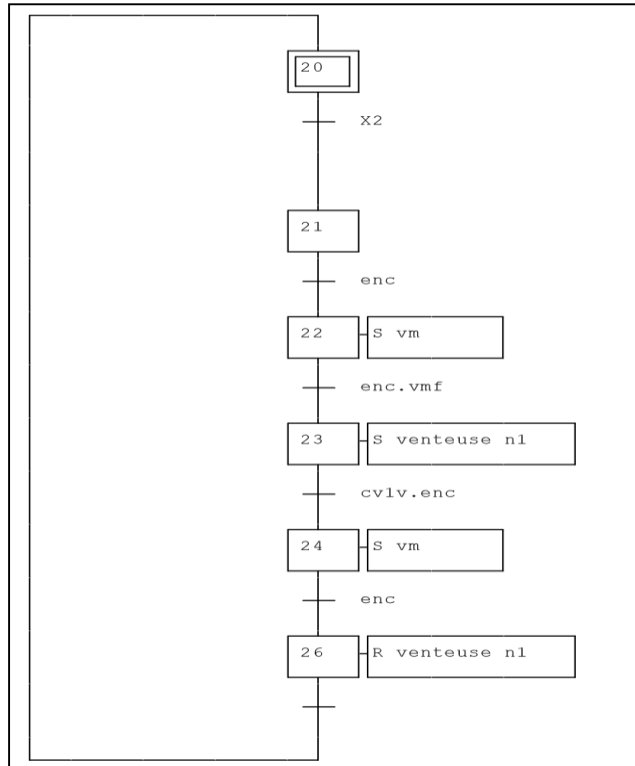 20
X2
21
enc
22 S vm
enc.vmf
23 S venteuse n1
cv1v.enc
24 S vm
enc
26 R venteuse n1